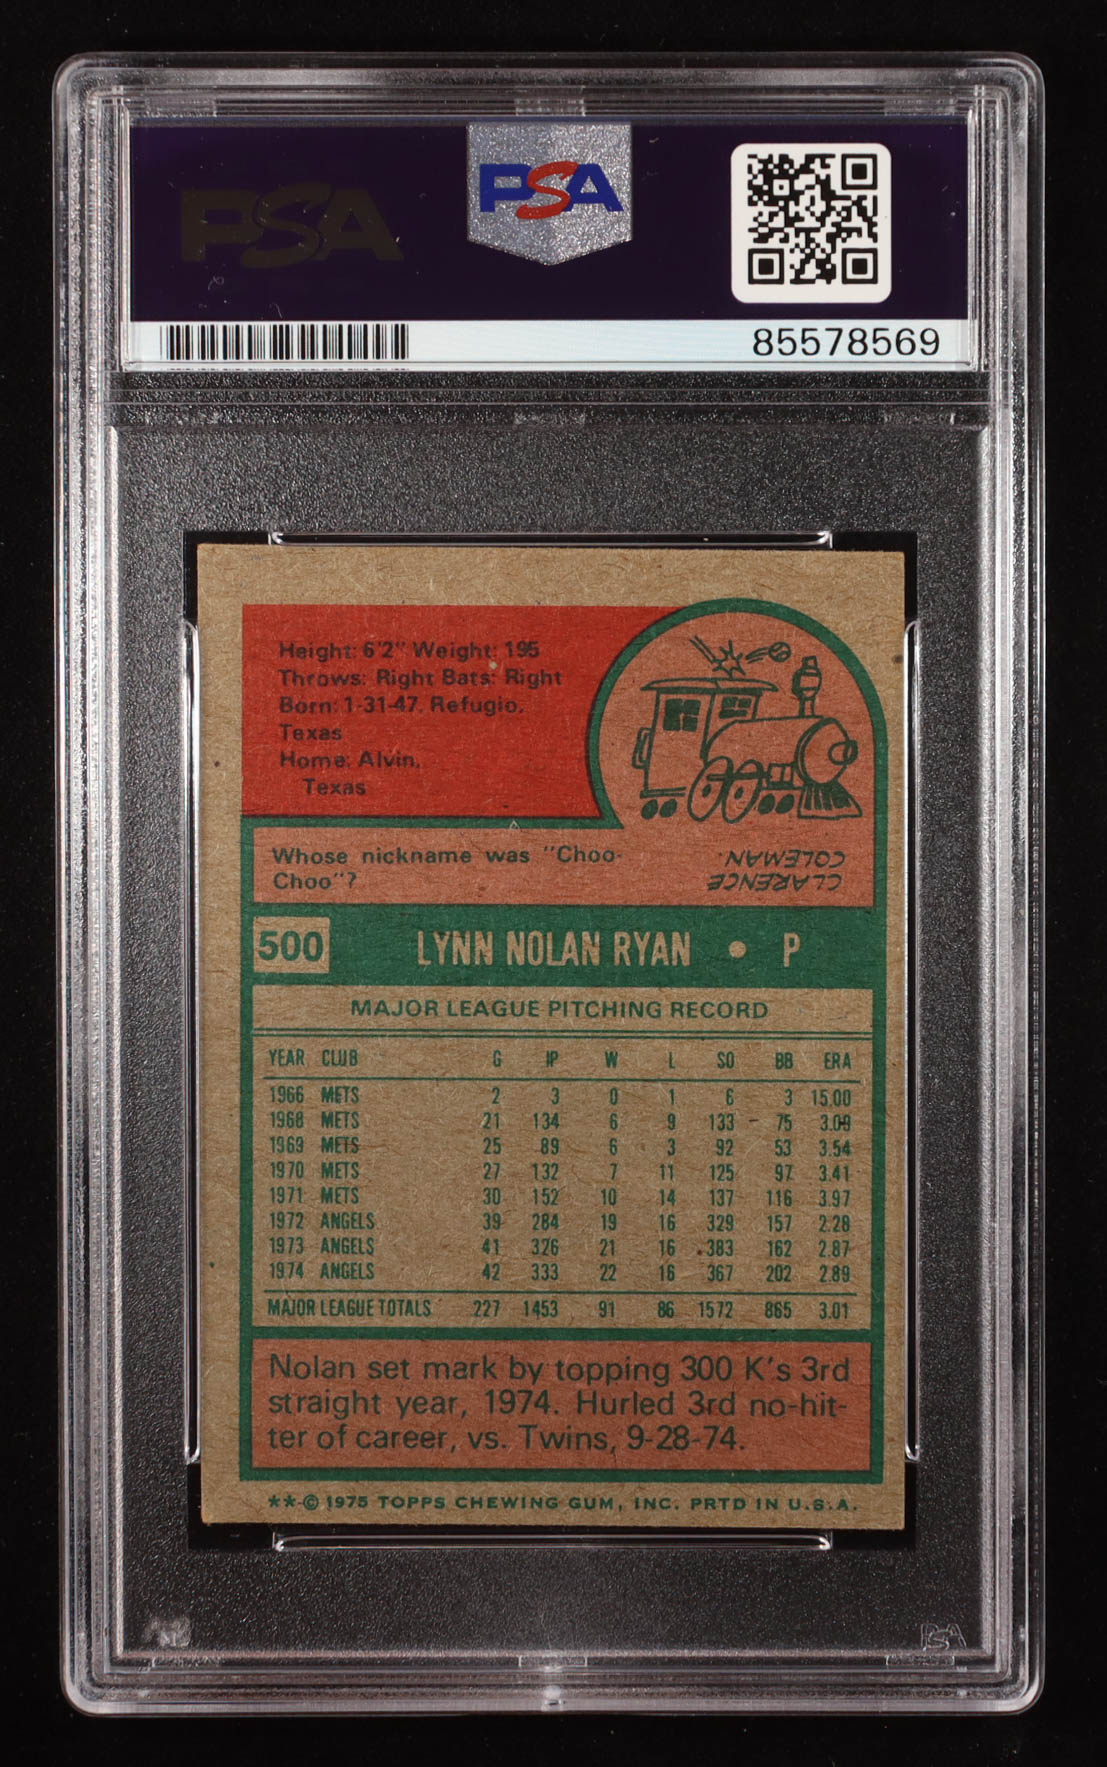 PSA
PSA
85578569
Height: 6'2" Weight: 195
Throws: Right Bats: Right
Born: 1-31-47, Refugio,
Texas
Home: Alvin,
Texas
Whose nickname was "Choo-
Choo"?
CLARENCE
COLEMAN.
500 LYNN NOLAN RYAN • P
MAJOR LEAGUE PITCHING RECORD
YEAR CLUB G IP W L SO BB ERA
1966 METS 2 3 0 1 6 3 15.00
1968 METS 21 134 6 9 133 75 3.09
1969 METS 25 89 6 3 92 53 3.54
1970 METS 27 132 7 11 125 97 3.41
1971 METS 30 152 10 14 137 116 3.97
1972 ANGELS 39 284 19 16 329 157 2.28
1973 ANGELS 41 326 21 16 383 162 2.87
1974 ANGELS 42 333 22 16 367 202 2.89
MAJOR LEAGUE TOTALS 227 1453 91 86 1572 865 3.01
Nolan set mark by topping 300 K's 3rd
straight year, 1974. Hurled 3rd no-hit-
ter of career, vs. Twins, 9-28-74.
**-© 1975 TOPPS CHEWING GUM, INC. PRTD IN U.S.A.
PSA